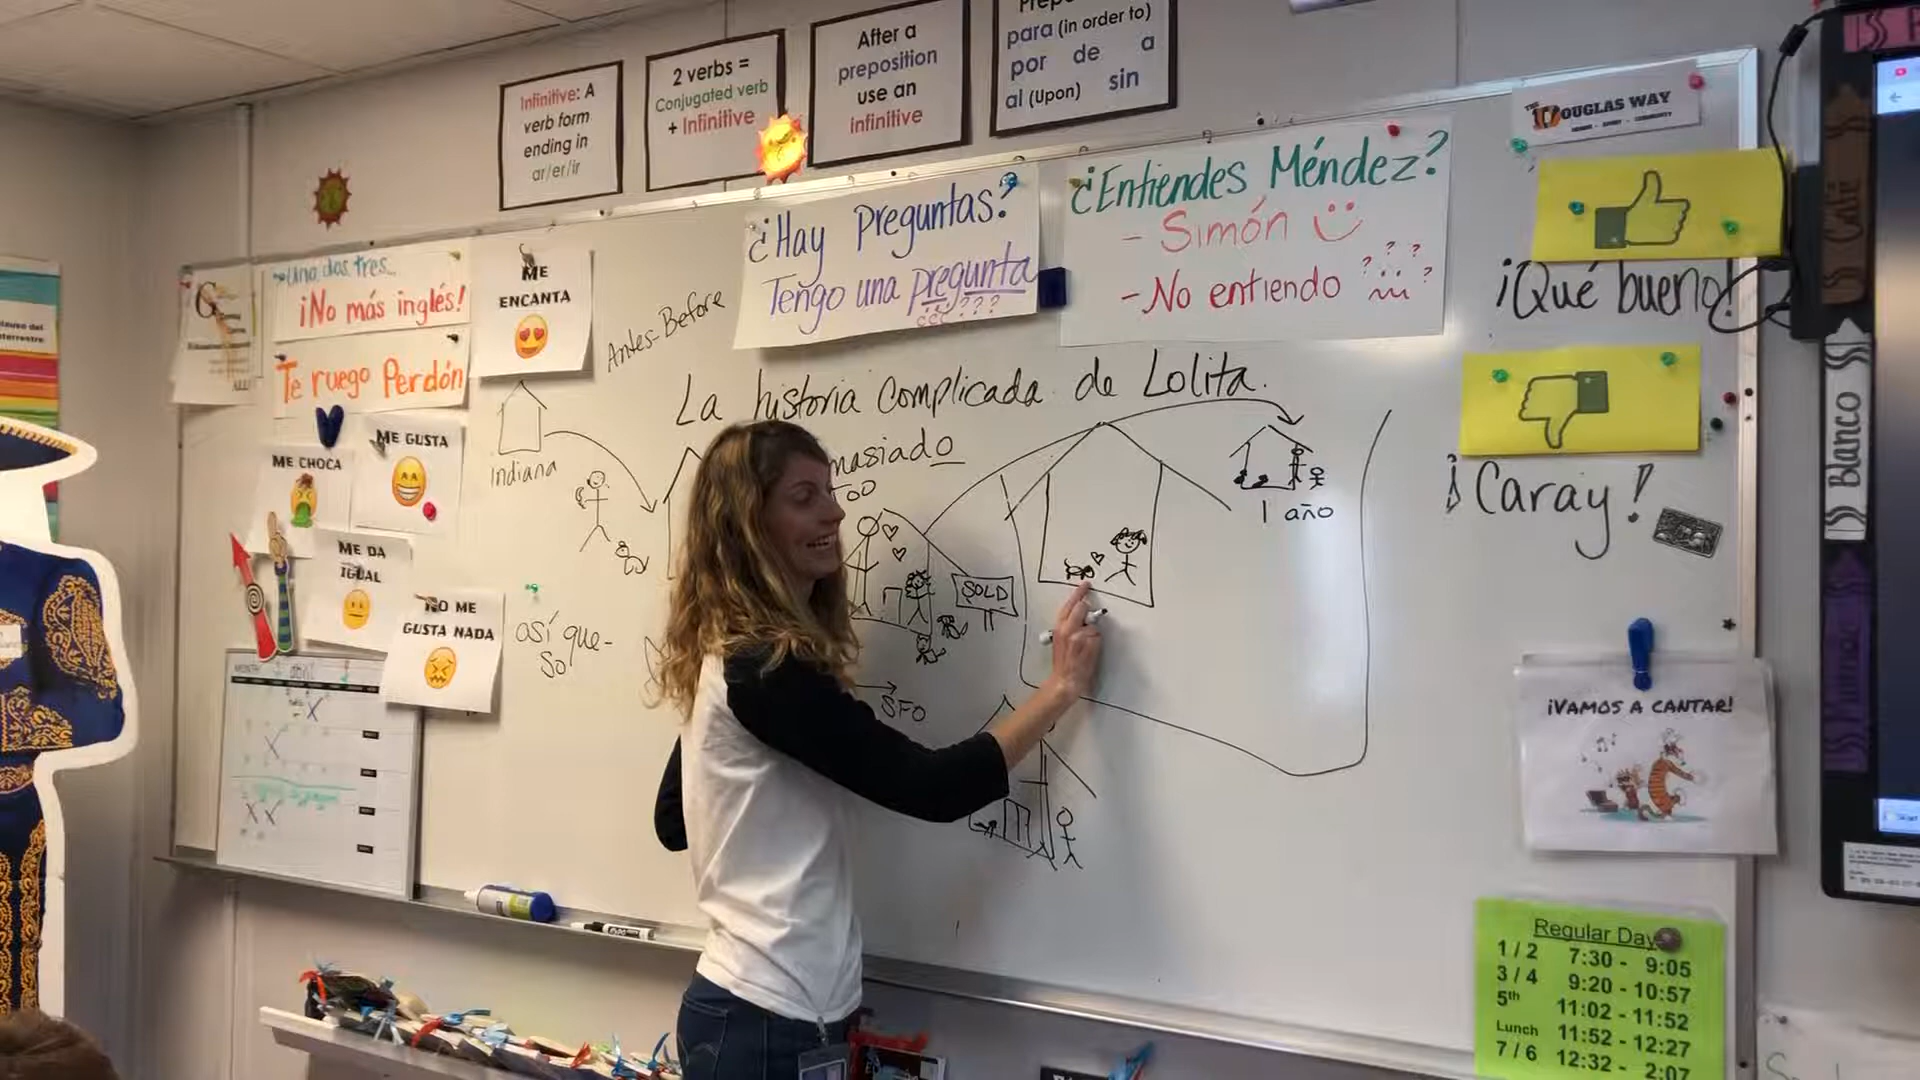 Infinitive: A
verb form
ending in
ar/er/ir
2 verbs =
Conjugated verb
+ Infinitive
After a
preposition
use an
infinitive
para (in order to)
por de a
al (Upon) sin
THE DOUGLAS WAY
Una dos tres...
¡No más inglés!
Te ruego Perdón
ME
ENCANTA
Antes-Before
¿Hay Preguntas?
Tengo una pregunta
¿¿¿???
¿Entiendes Méndez?
- Simón
- No entiendo
¡Qué bueno!
¡Caray!
ME CHOCA
ME GUSTA
ME DA
IGUAL
NO ME
GUSTA NADA
La historia complicada de Lolita.
Indiana
masiado
SOLD
1 año
así que-
so
SFO
MONTH
abril
¡VAMOS A CANTAR!
Regular Day
1 / 2 7:30 - 9:05
3 / 4 9:20 - 10:57
5th 11:02 - 11:52
Lunch 11:52 - 12:27
7 / 6 12:32 - 2:07
Café
Blanco